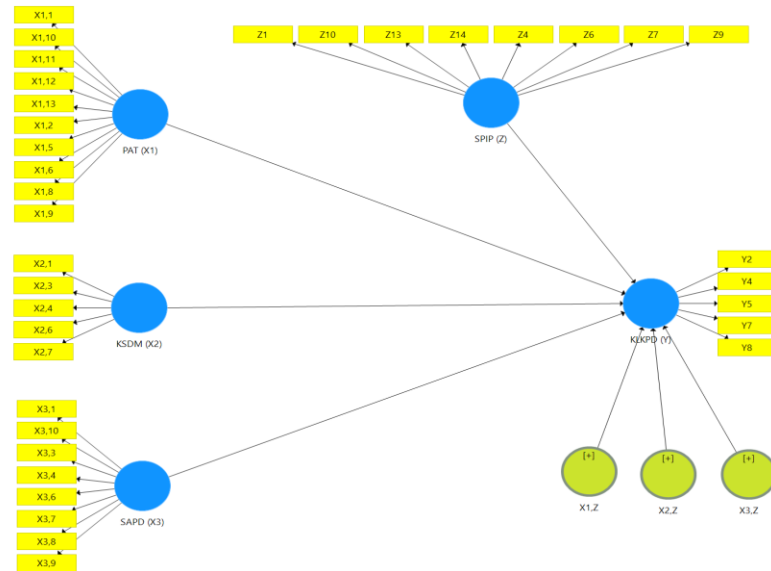 X1,1
X1,10
X1,11
X1,12
X1,13
X1,2
X1,5
X1,6
X1,8
X1,9
PAT (X1)
Z1
Z10
Z13
Z14
Z4
Z6
Z7
Z9
SPIP (Z)
X2,1
X2,3
X2,4
X2,6
X2,7
KSDM (X2)
Y2
Y4
Y5
Y7
Y8
KLKPD (Y)
X3,1
X3,10
X3,3
X3,4
X3,6
X3,7
X3,8
X3,9
SAPD (X3)
[+]
[+]
[+]
X1,Z
X2,Z
X3,Z